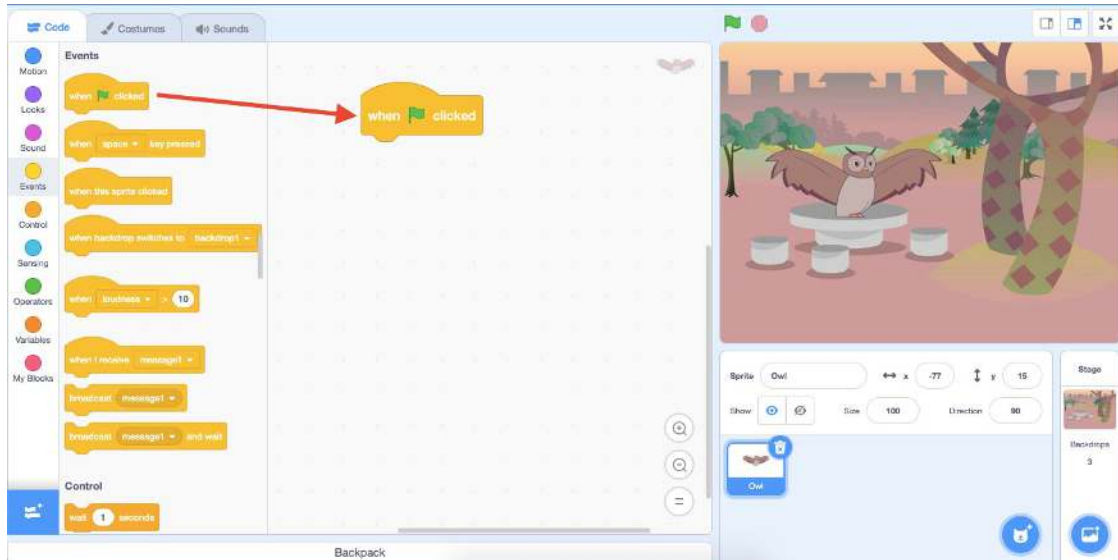 Code
Costumes
Sounds
Motion
Looks
Sound
Events
Control
Sensing
Operators
Variables
My Blocks
Events
when clicked
when space key pressed
when this sprite clicked
when backdrop switches to backdrop1
when loudness > 10
when I receive message1
broadcast message1
broadcast message1 and wait
Control
wait 1 seconds
when clicked
Backpack
Sprite Owl x -77 y 15
Show Size 100 Direction 90
Owl
Stage
Backdrops
3